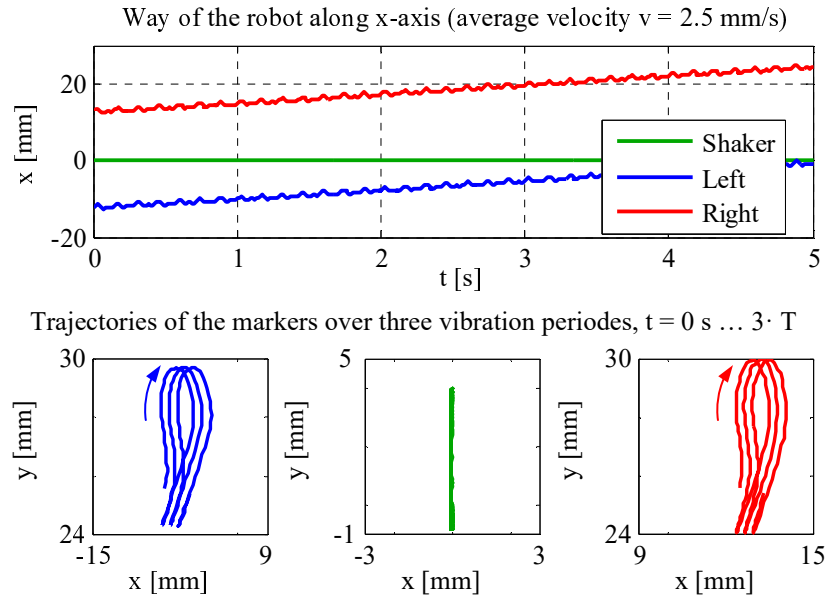 Way of the robot along x-axis (average velocity v = 2.5 mm/s)
x [mm]
20
0
-20
0
1
2
3
4
5
t [s]
Shaker
Left
Right
Trajectories of the markers over three vibration periodes, t = 0 s … 3· T
y [mm]
30
24
-15
9
x [mm]
y [mm]
5
-1
-3
3
x [mm]
y [mm]
30
24
9
15
x [mm]